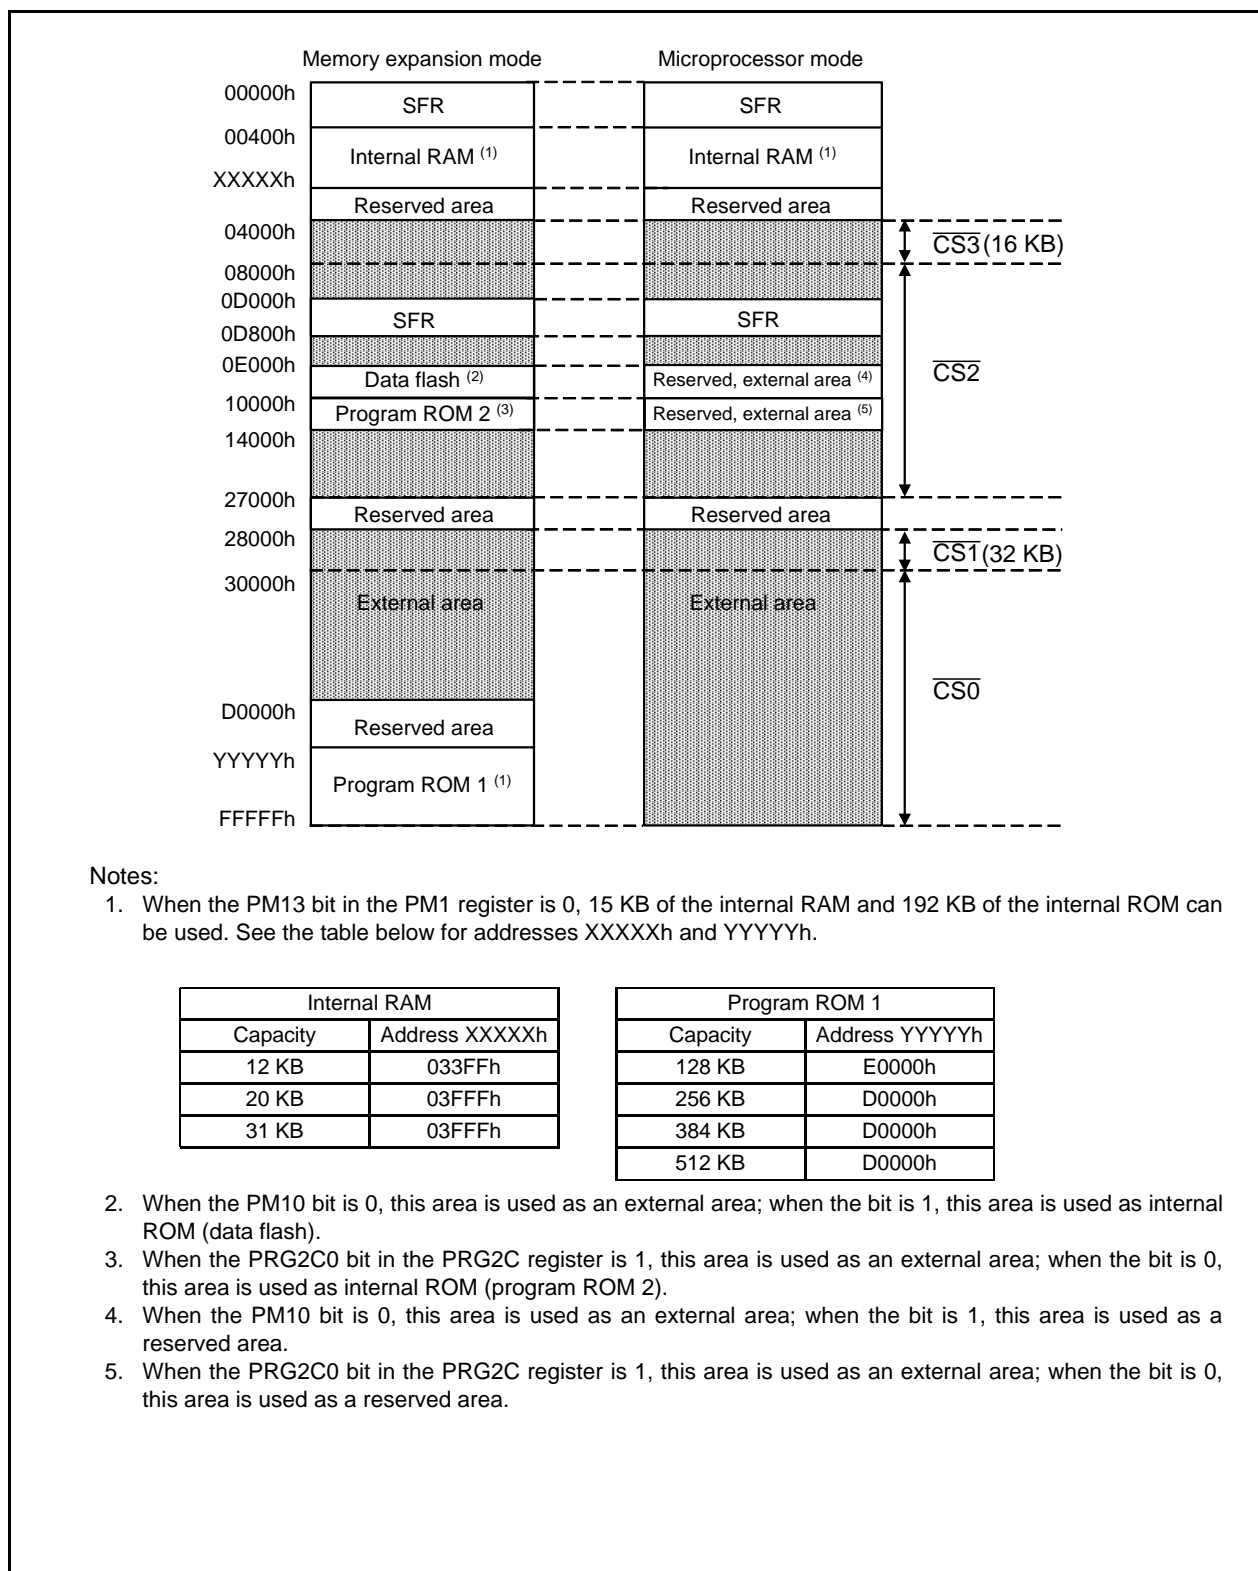 Memory expansion mode Microprocessor mode
00000h SFR SFR
00400h
Internal RAM (1) Internal RAM (1)
XXXXXh
Reserved area Reserved area
04000h
CS3 (16 KB)
08000h
0D000h
SFR SFR
0D800h
0E000h
Data flash (2) Reserved, external area (4) CS2
10000h
Program ROM 2 (3) Reserved, external area (5)
14000h
27000h
Reserved area Reserved area
28000h
CS1 (32 KB)
30000h
External area External area
CS0
D0000h
Reserved area
YYYYYh
Program ROM 1 (1)
FFFFFh
Notes:
1. When the PM13 bit in the PM1 register is 0, 15 KB of the internal RAM and 192 KB of the internal ROM can
be used. See the table below for addresses XXXXXh and YYYYYh.
Internal RAM Program ROM 1
Capacity Address XXXXXh Capacity Address YYYYYh
12 KB 033FFh 128 KB E0000h
20 KB 03FFFh 256 KB D0000h
31 KB 03FFFh 384 KB D0000h
512 KB D0000h
2. When the PM10 bit is 0, this area is used as an external area; when the bit is 1, this area is used as internal
ROM (data flash).
3. When the PRG2C0 bit in the PRG2C register is 1, this area is used as an external area; when the bit is 0,
this area is used as internal ROM (program ROM 2).
4. When the PM10 bit is 0, this area is used as an external area; when the bit is 1, this area is used as a
reserved area.
5. When the PRG2C0 bit in the PRG2C register is 1, this area is used as an external area; when the bit is 0,
this area is used as a reserved area.